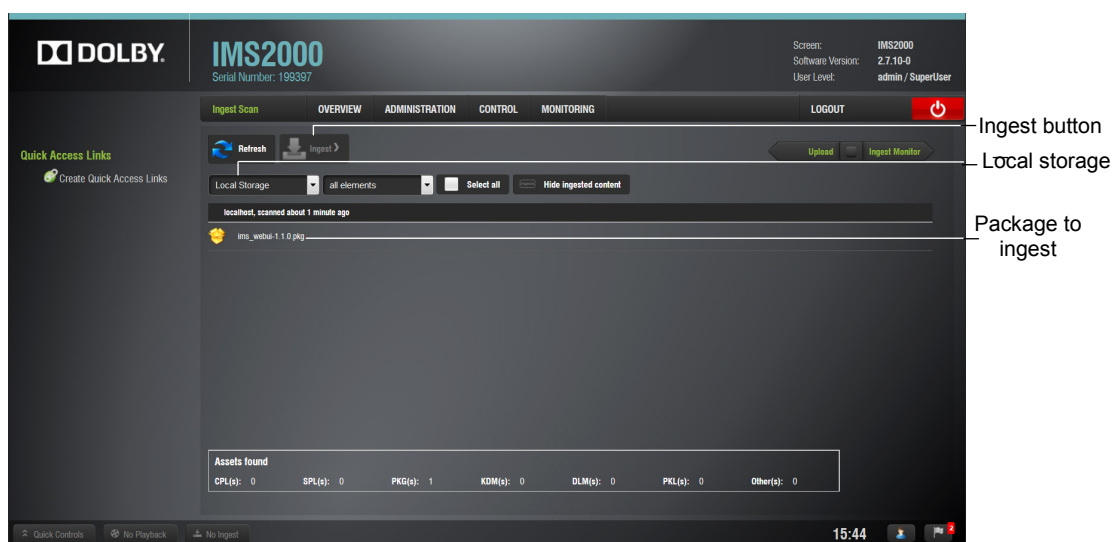 DOLBY.
IMS2000
Serial Number: 199397
Screen: IMS2000
Software Version: 2.7.10-0
User Level: admin / SuperUser
Ingest Scan OVERVIEW ADMINISTRATION CONTROL MONITORING LOGOUT
Ingest button
Quick Access Links
Create Quick Access Links
Refresh Ingest
Upload Ingest Monitor
Local storage
Local Storage all elements Select all Hide ingested content
localhost, scanned about 1 minute ago
ims_webui-1.1.0.pkg
Package to
ingest
Assets found
CPL(s): 0 SPL(s): 0 PKG(s): 1 KDM(s): 0 DLM(s): 0 PKL(s): 0 Other(s): 0
Quick Controls No Playback No Ingest 15:44 2